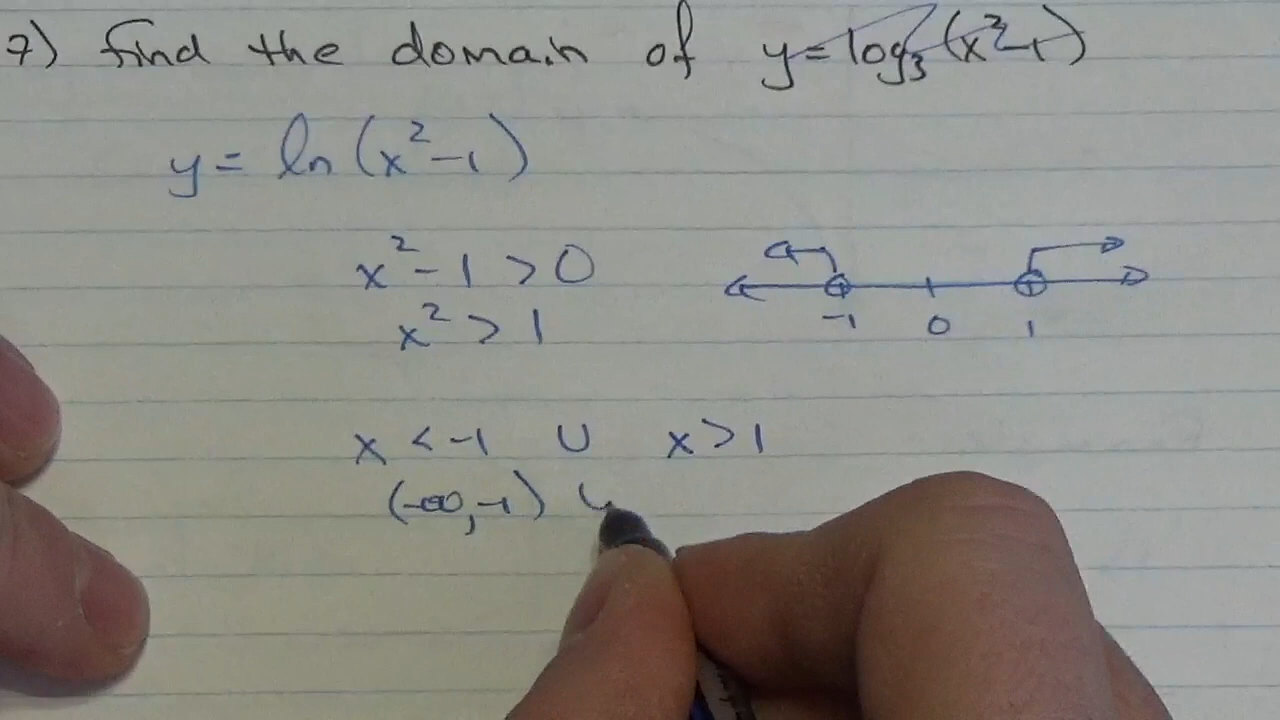 7) find the domain of y=log₃(x²-1)
y = ln(x²-1)
x²-1 > 0
x² > 1
-1 0 1
x < -1 ∪ x > 1
(-∞,-1) ∪